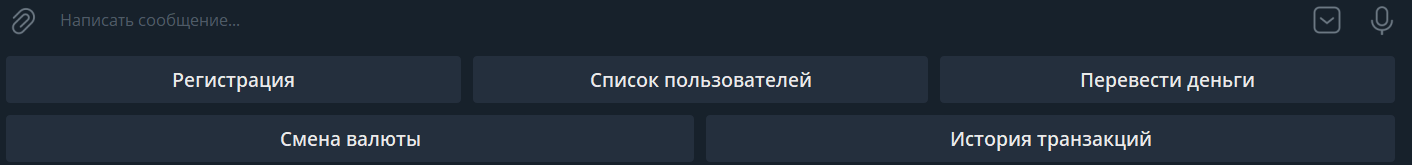 Написать сообщение...
Регистрация
Список пользователей
Перевести деньги
Смена валюты
История транзакций